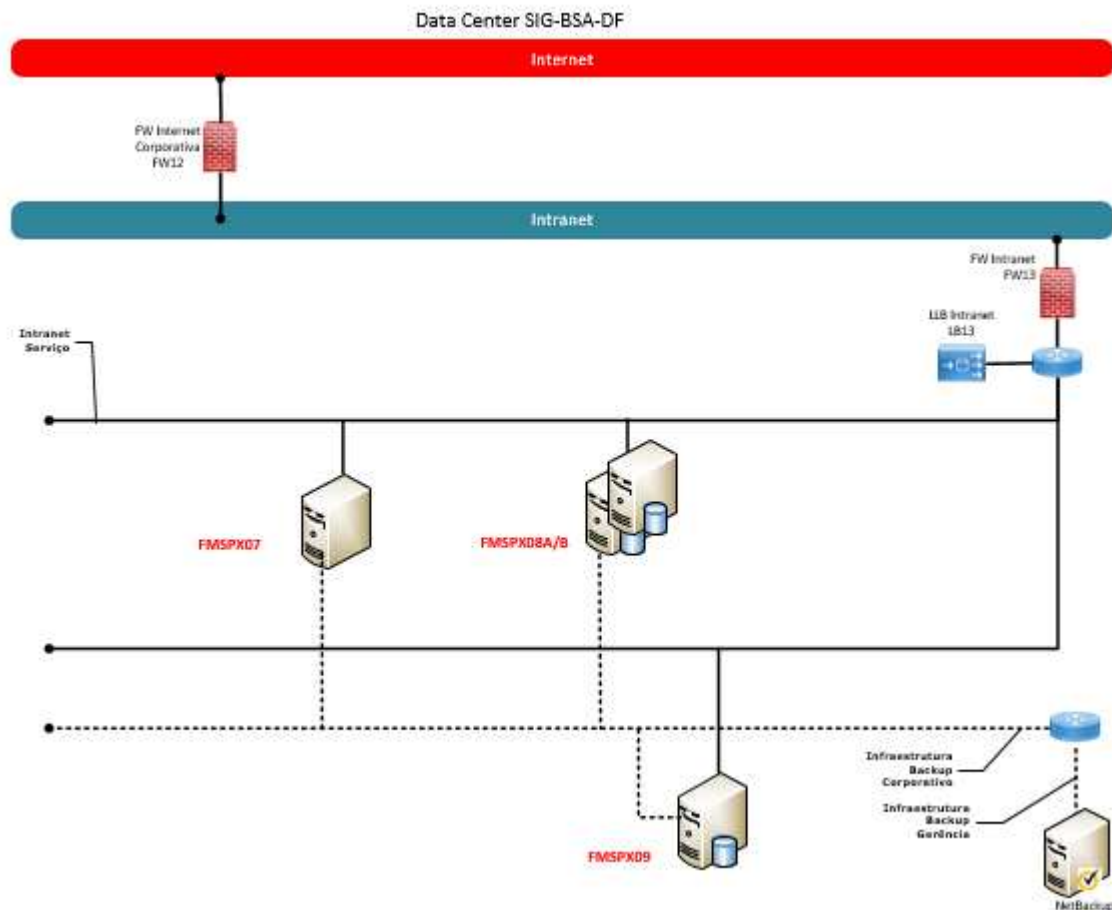 Data Center SIG-BSA-DF
Internet
FW Internet
Corporativa
FW12
Intranet
FW Intranet
FW13
LLB Intranet
LB13
Intranet
Serviço
FMSPX07
FMSPX08A/B
Infraestrutura
Backup
Corporativo
Infraestrutura
Backup
Gerência
FMSPX09
NetBackup